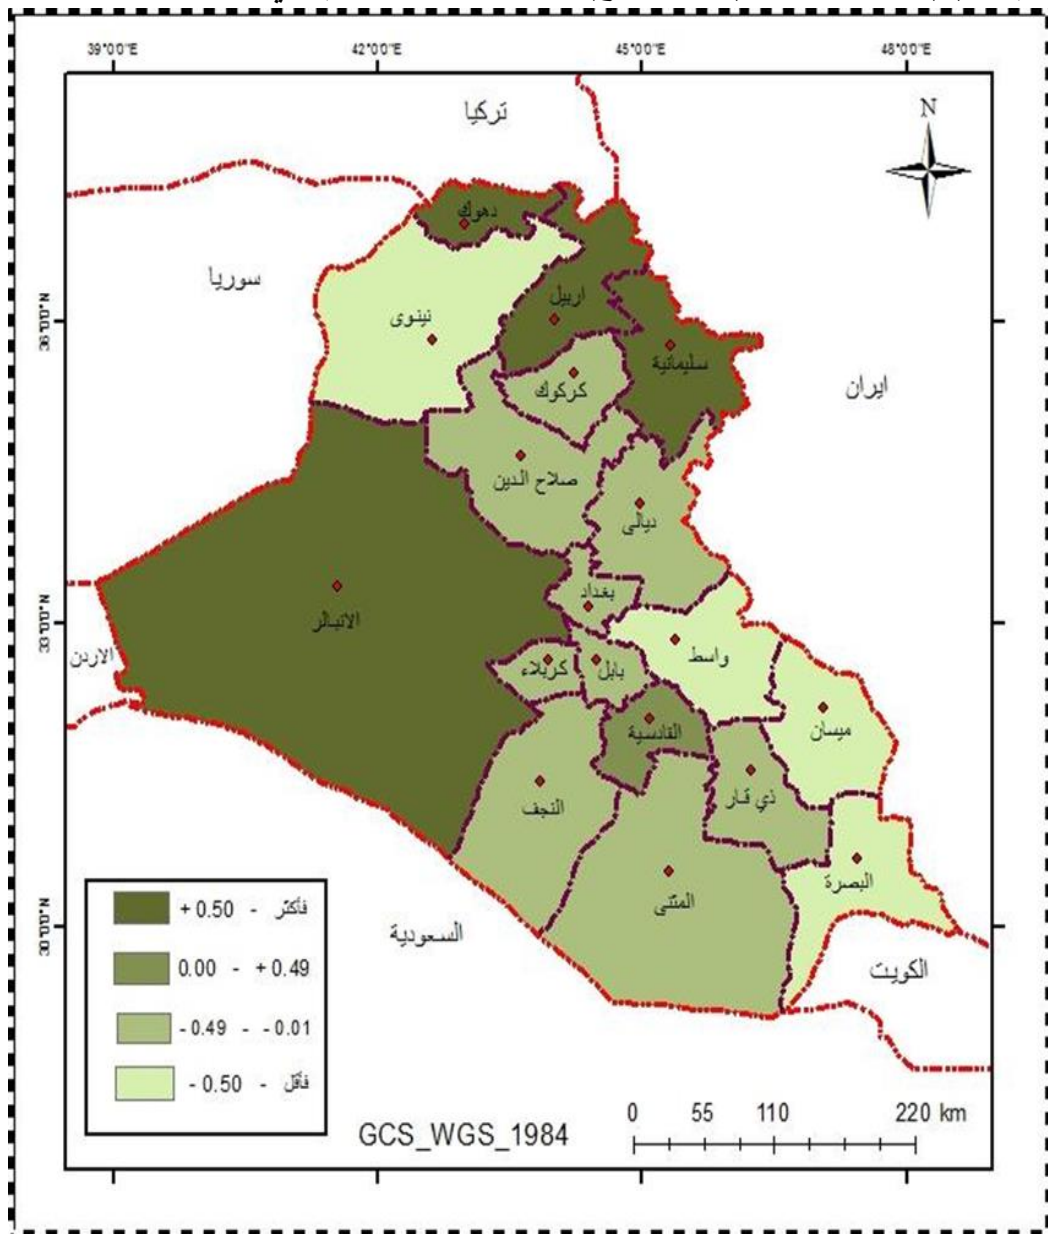 39°0'0"E 42°0'0"E 45°0'0"E 48°0'0"E
N
تركيا
سوريا
ايران
الاردن
السعودية
الكويت
36°0'0"N
33°0'0"N
30°0'0"N
دهوك
نينوى
اربيل
سليمانية
كركوك
صلاح الدين
ديالى
بغداد
الانبالر
واسط
كربلاء
بابل
ميسان
القادسية
ذي قار
النجف
المثنى
البصرة
+ 0.50 - فأكثر
0.00 - + 0.49
- 0.49 - - 0.01
- 0.50 - فأقل
GCS_WGS_1984
0 55 110 220 km